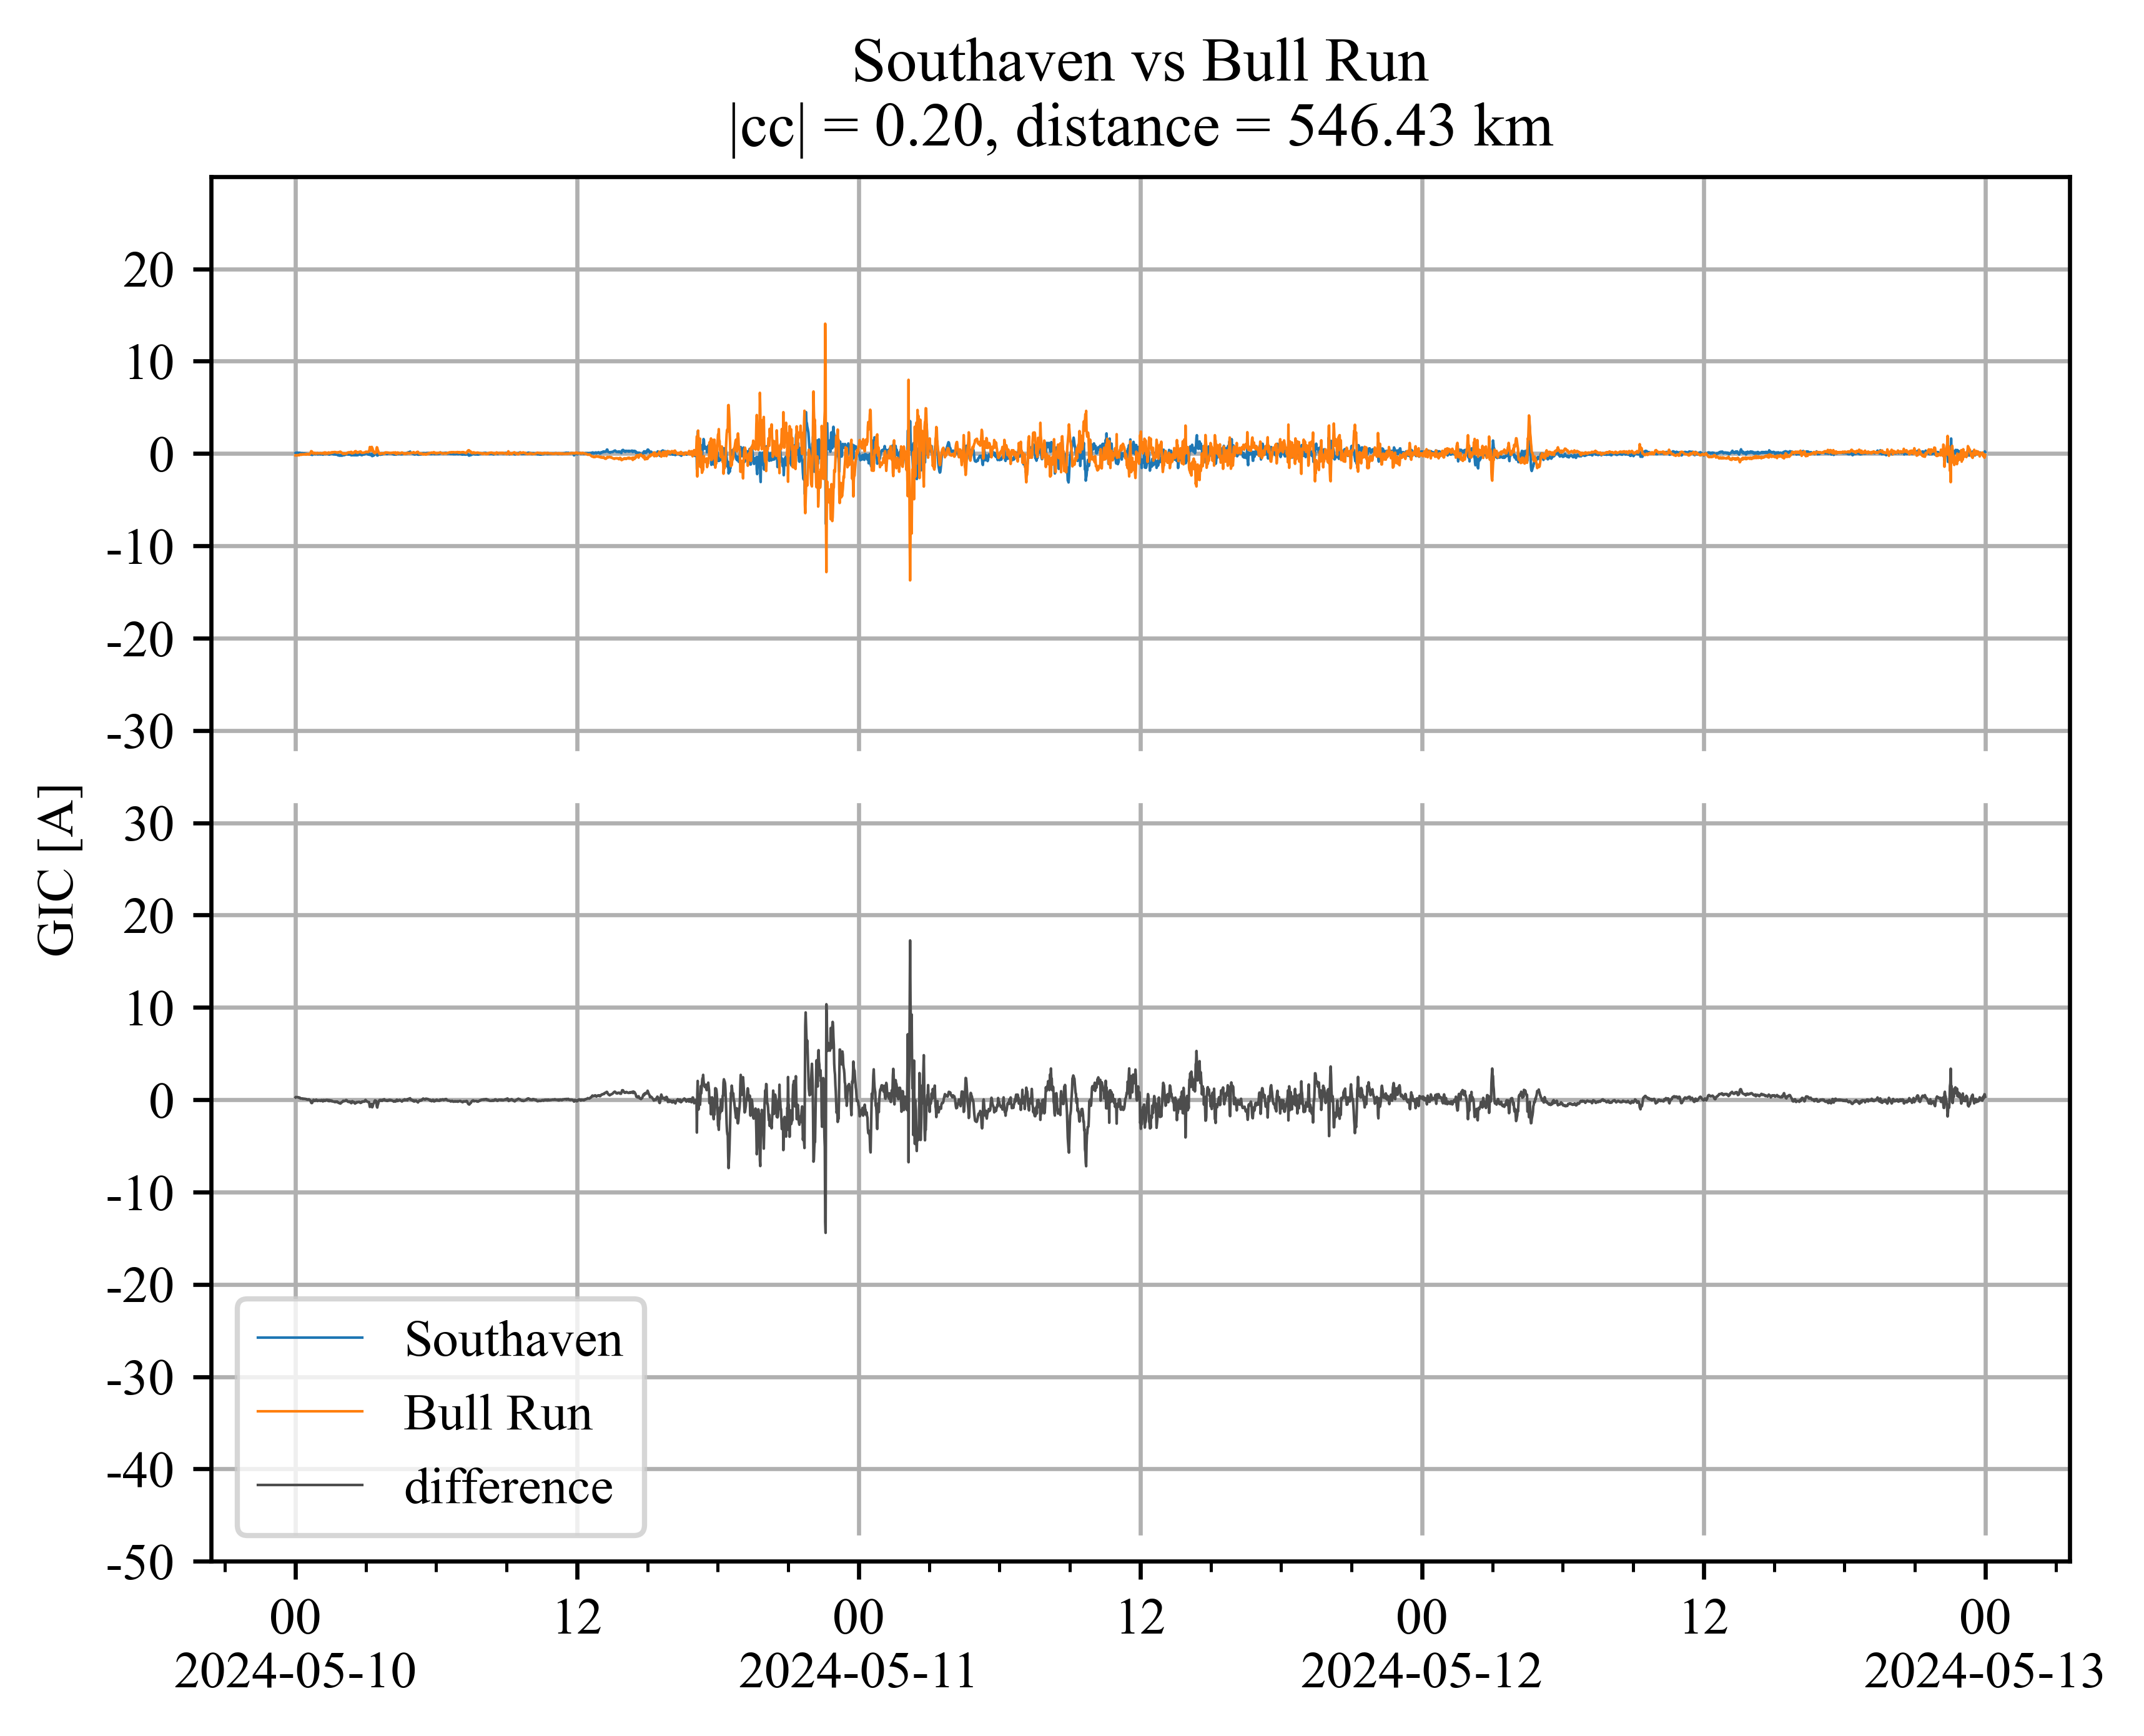 Southaven vs Bull Run
|cc| = 0.20, distance = 546.43 km
20
10
0
-10
-20
-30
30
20
10
0
-10
-20
-30
-40
-50
GIC [A]
Southaven
Bull Run
difference
00 12 00 12 00 12 00
2024-05-10 2024-05-11 2024-05-12 2024-05-13